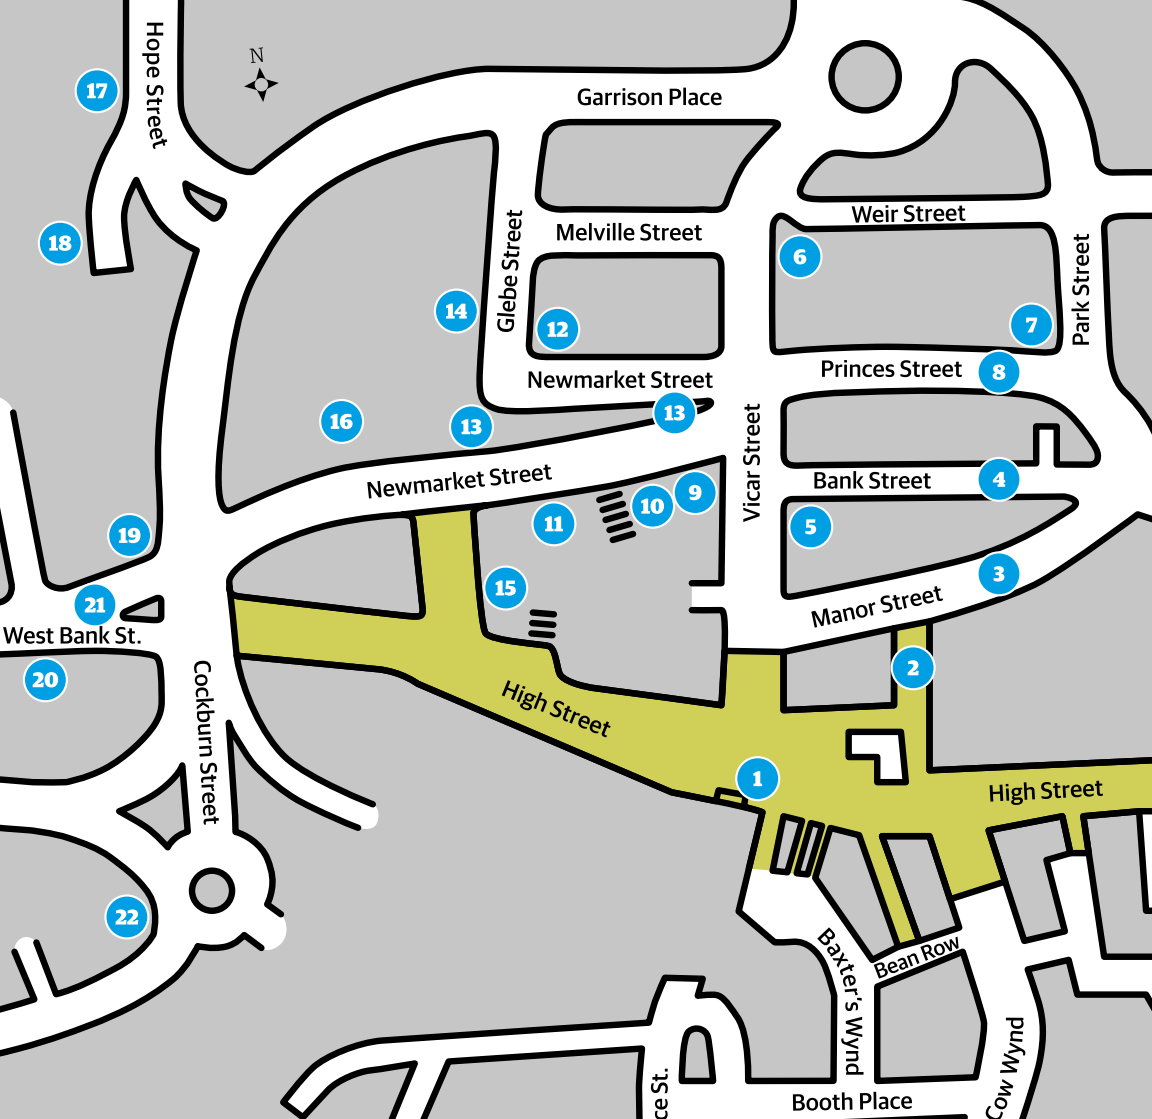 Hope Street
N
17
Garrison Place
18
Weir Street
Melville Street
Glebe Street
6
Park Street
14
12
7
Newmarket Street
Princes Street
8
16
13
13
Vicar Street
Newmarket Street
Bank Street
4
9
10
11
5
19
15
3
21
Manor Street
West Bank St.
20
2
Cockburn Street
High Street
1
High Street
22
Baxter's Wynd
Bean Row
Cow Wynd
ce St.
Booth Place